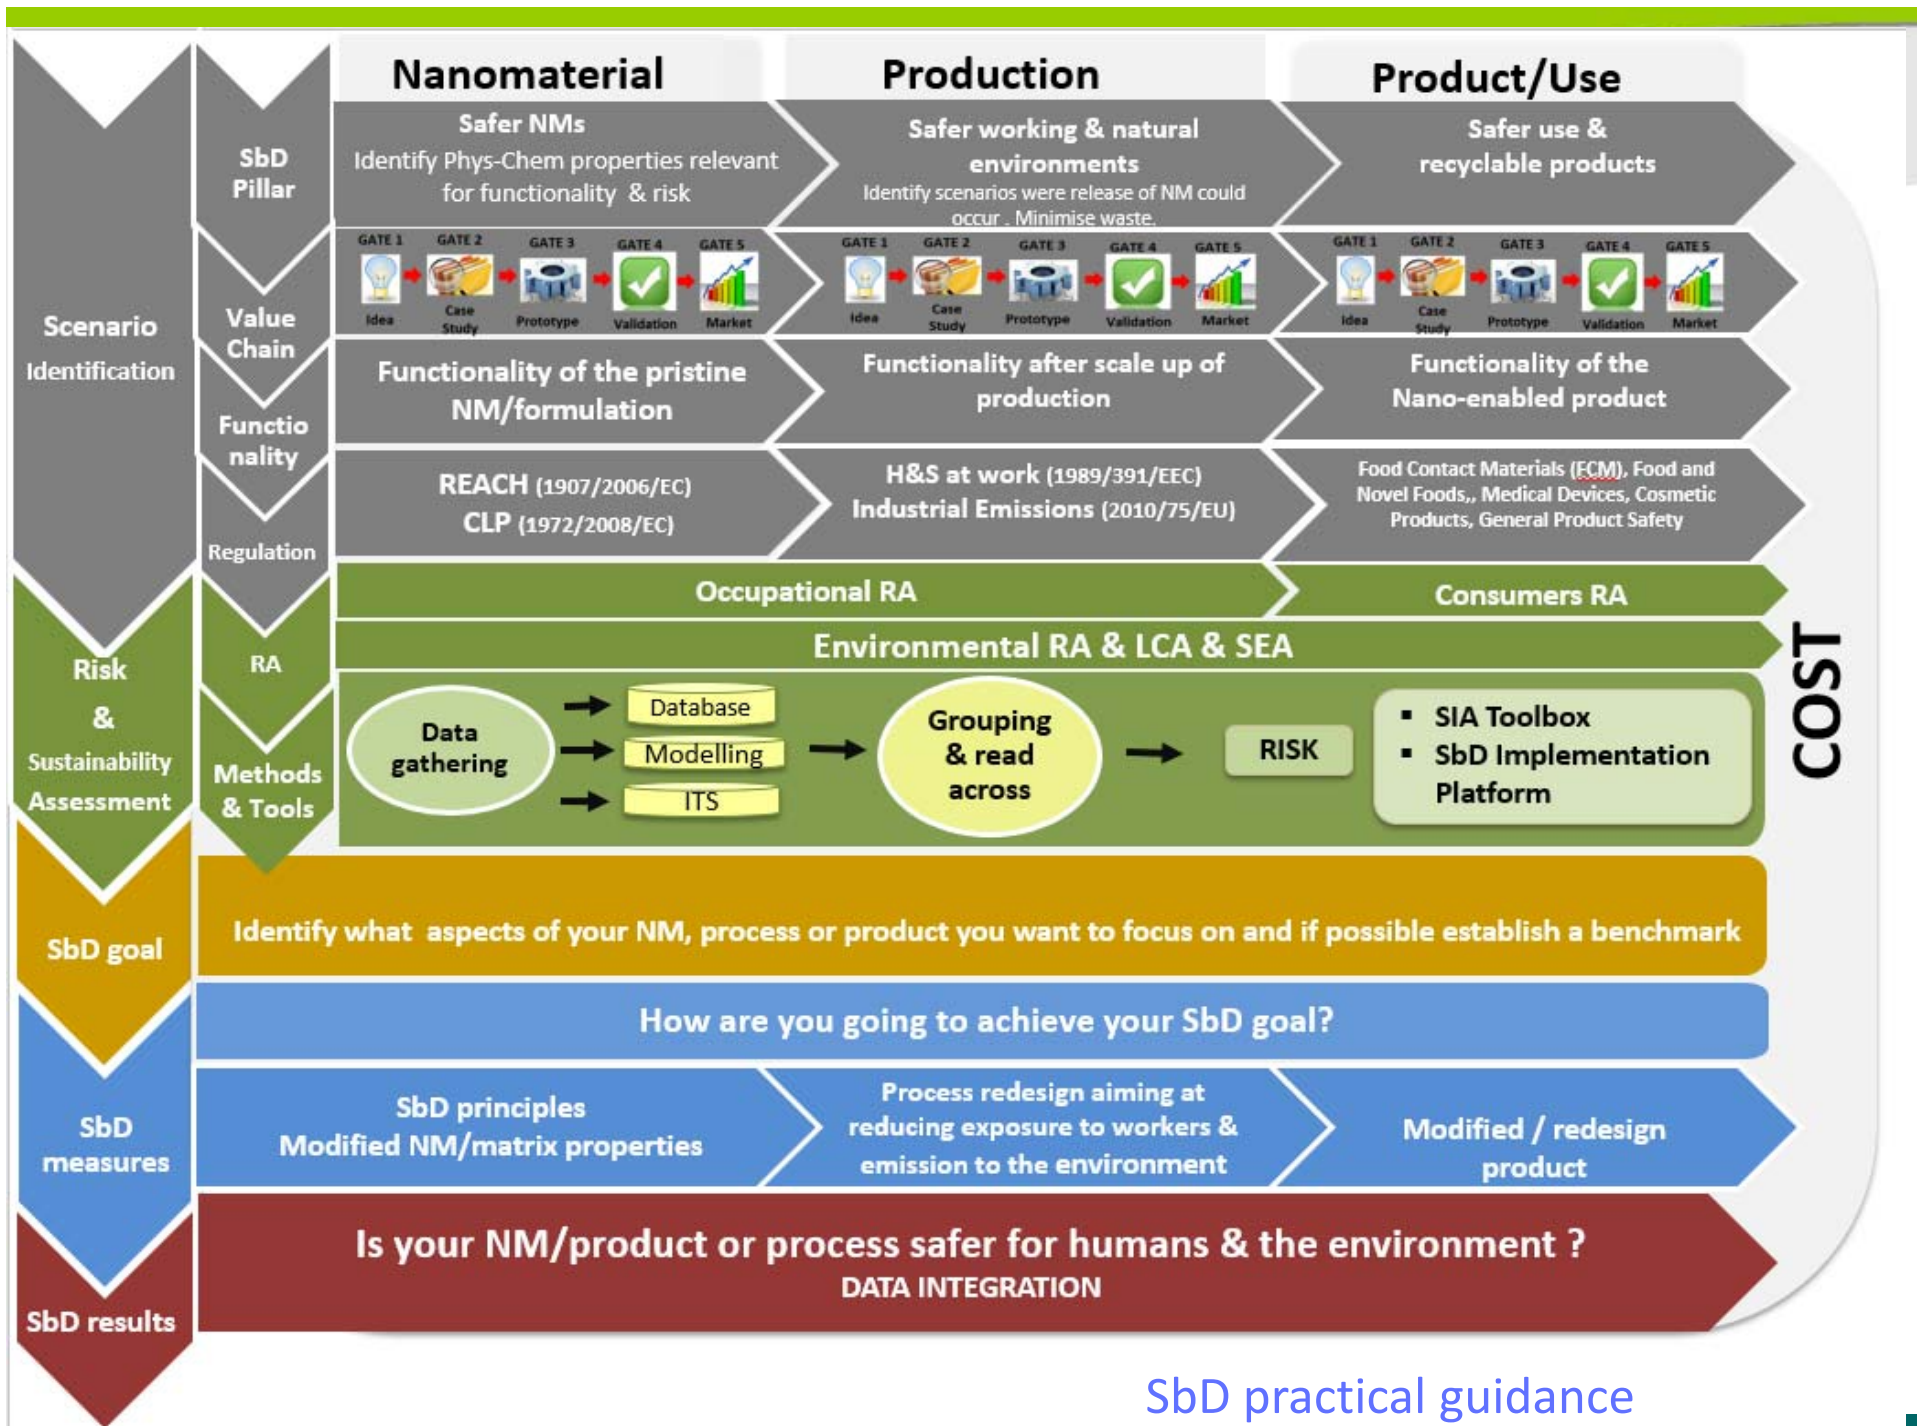 Nanomaterial
Production
Product/Use
Scenario
Identification
SbD
Pillar
Safer NMs
Identify Phys-Chem properties relevant
for functionality & risk
Safer working & natural
environments
Identify scenarios were release of NM could
occur . Minimise waste.
Safer use &
recyclable products
Value
Chain
GATE 1 GATE 2 GATE 3 GATE 4 GATE 5
Idea Case
Study Prototype Validation Market
GATE 1 GATE 2 GATE 3 GATE 4 GATE 5
Idea Case
Study Prototype Validation Market
GATE 1 GATE 2 GATE 3 GATE 4 GATE 5
Idea Case
Study Prototype Validation Market
Functio
nality
Functionality of the pristine
NM/formulation
Functionality after scale up of
production
Functionality of the
Nano-enabled product
Regulation
REACH (1907/2006/EC)
CLP (1972/2008/EC)
H&S at work (1989/391/EEC)
Industrial Emissions (2010/75/EU)
Food Contact Materials (FCM), Food and
Novel Foods,, Medical Devices, Cosmetic
Products, General Product Safety
Risk
&
Sustainability
Assessment
RA
Occupational RA
Consumers RA
Environmental RA & LCA & SEA
Methods
& Tools
Data
gathering
Database
Modelling
ITS
Grouping
& read
across
RISK
▪ SIA Toolbox
▪ SbD Implementation
Platform
COST
SbD goal
Identify what aspects of your NM, process or product you want to focus on and if possible establish a benchmark
SbD
measures
How are you going to achieve your SbD goal?
SbD principles
Modified NM/matrix properties
Process redesign aiming at
reducing exposure to workers &
emission to the environment
Modified / redesign
product
SbD results
Is your NM/product or process safer for humans & the environment ?
DATA INTEGRATION
SbD practical guidance